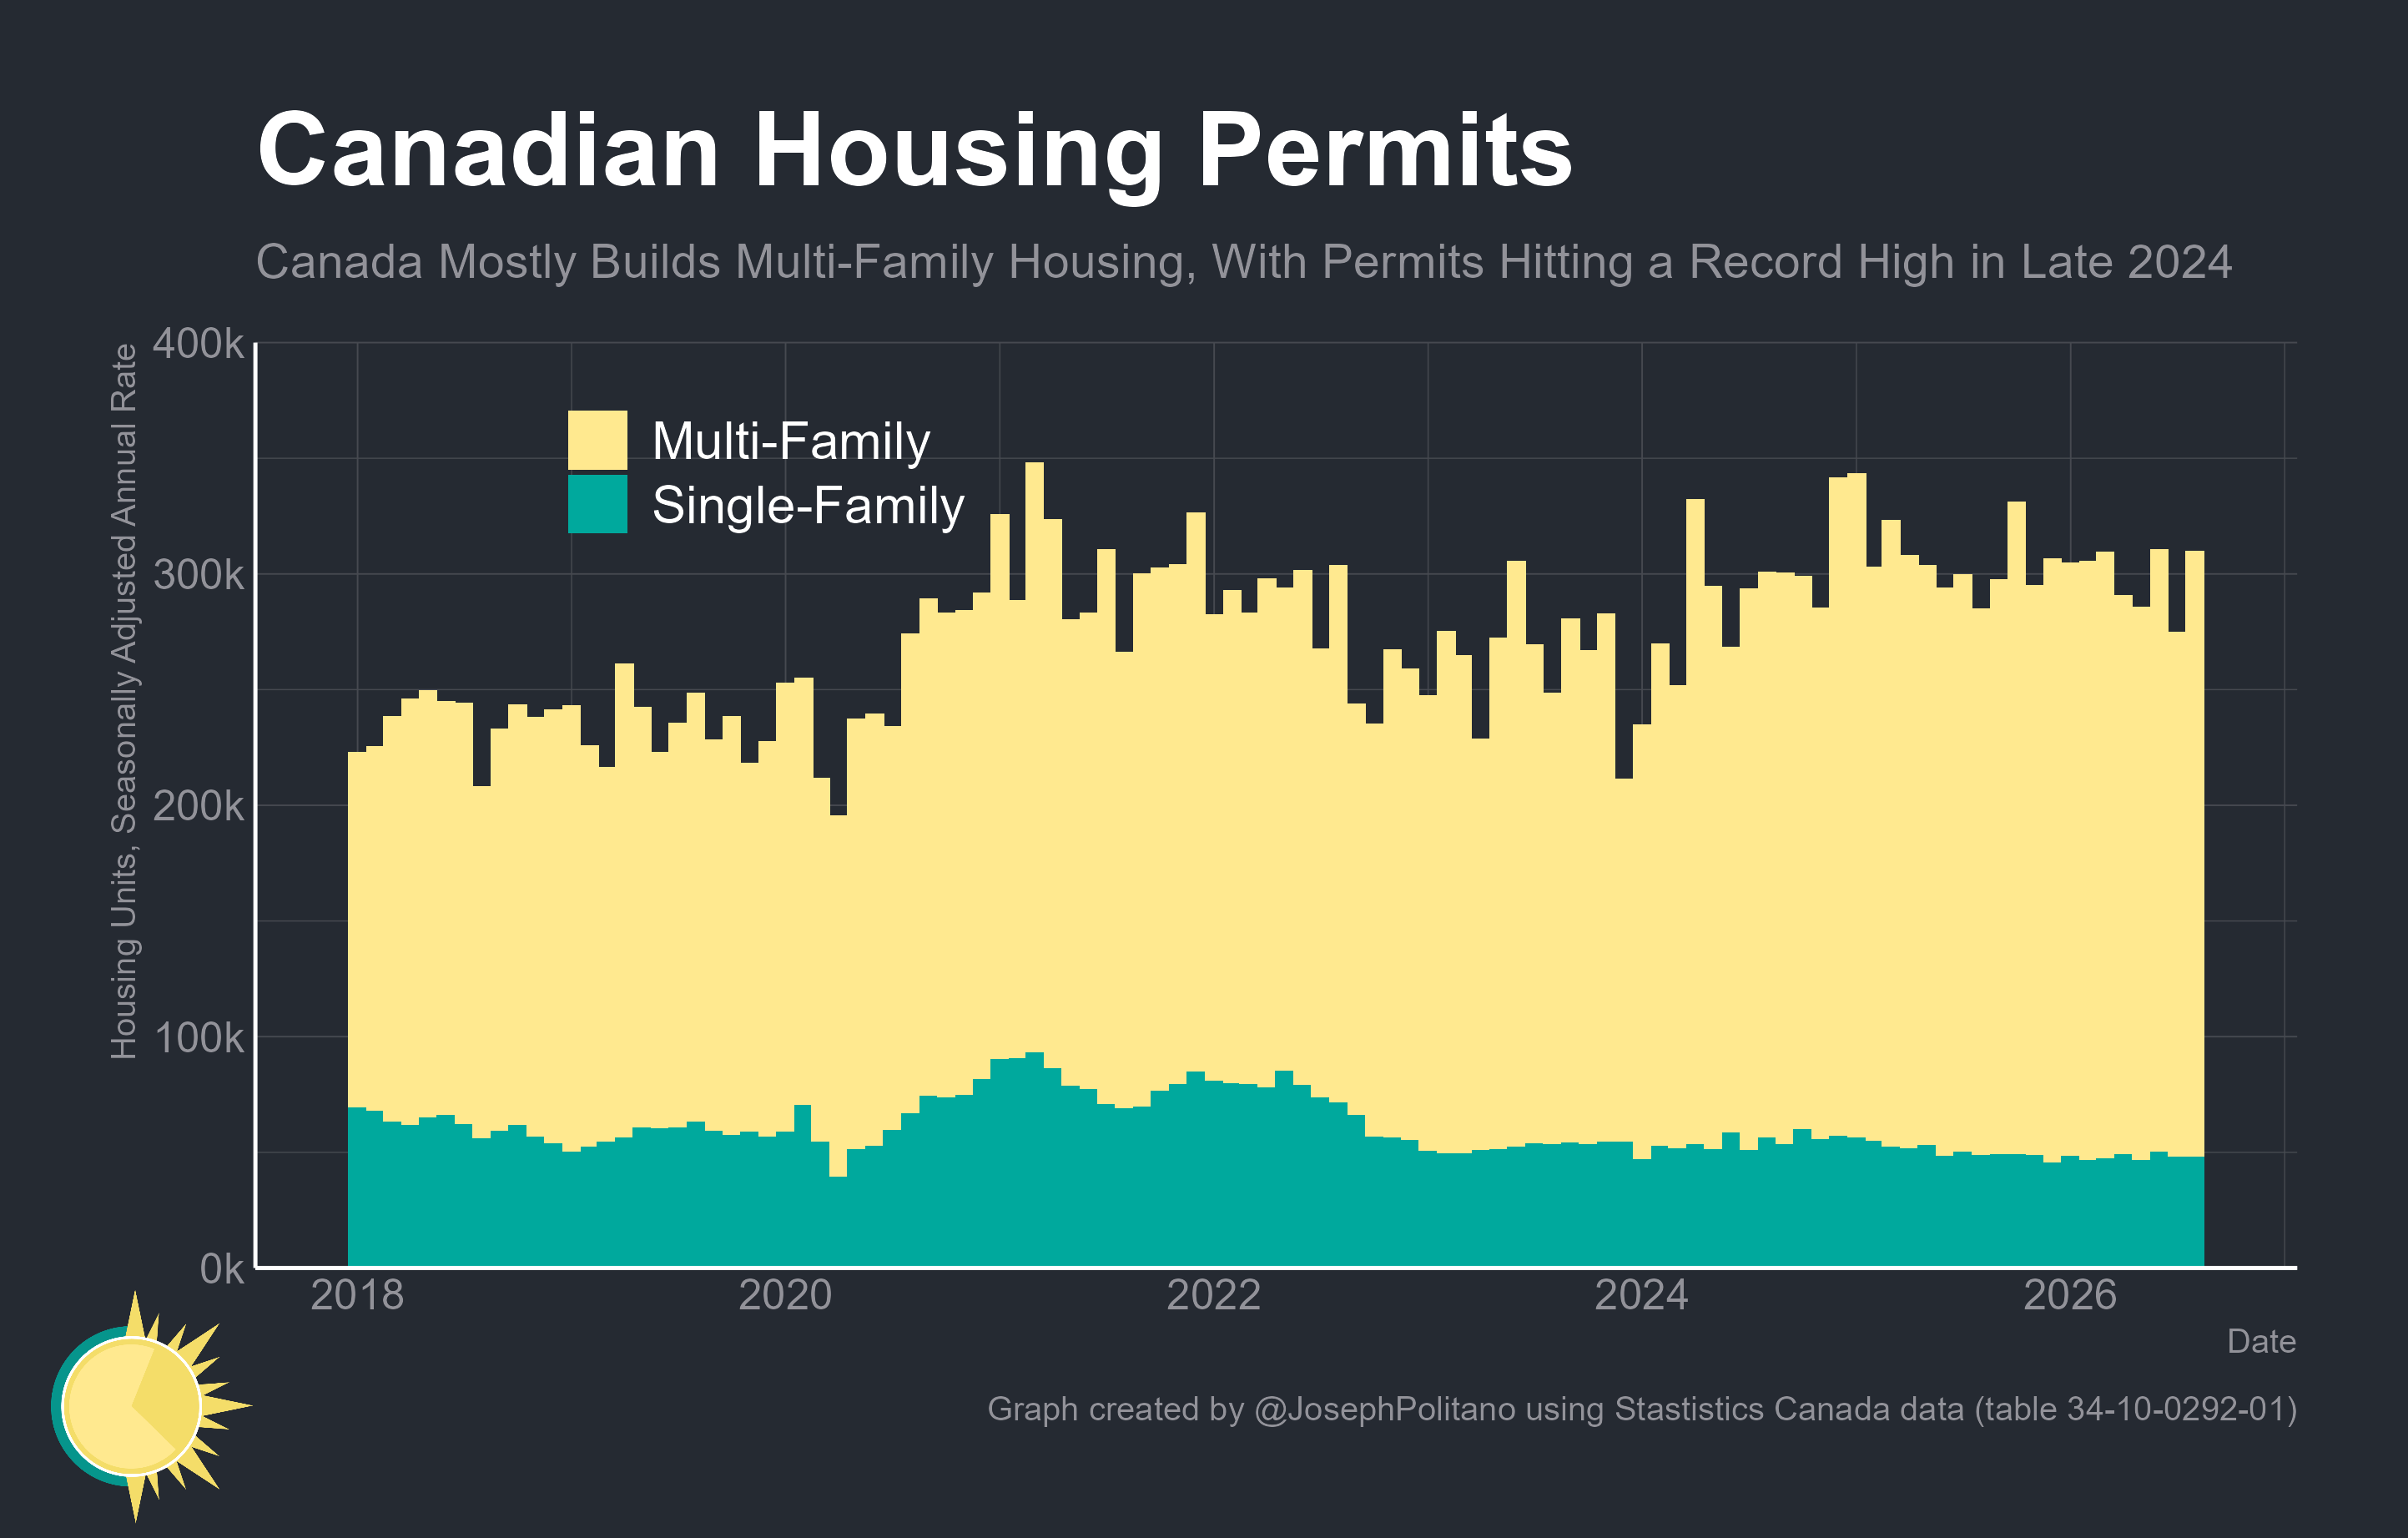 Canadian Housing Permits
Canada Mostly Builds Multi-Family Housing, With Permits Hitting a Record High in Late 2024
Housing Units, Seasonally Adjusted Annual Rate
400k
300k
200k
100k
0k
Multi-Family
Single-Family
2018
2020
2022
2024
2026
Date
Graph created by @JosephPolitano using Stastistics Canada data (table 34-10-0292-01)